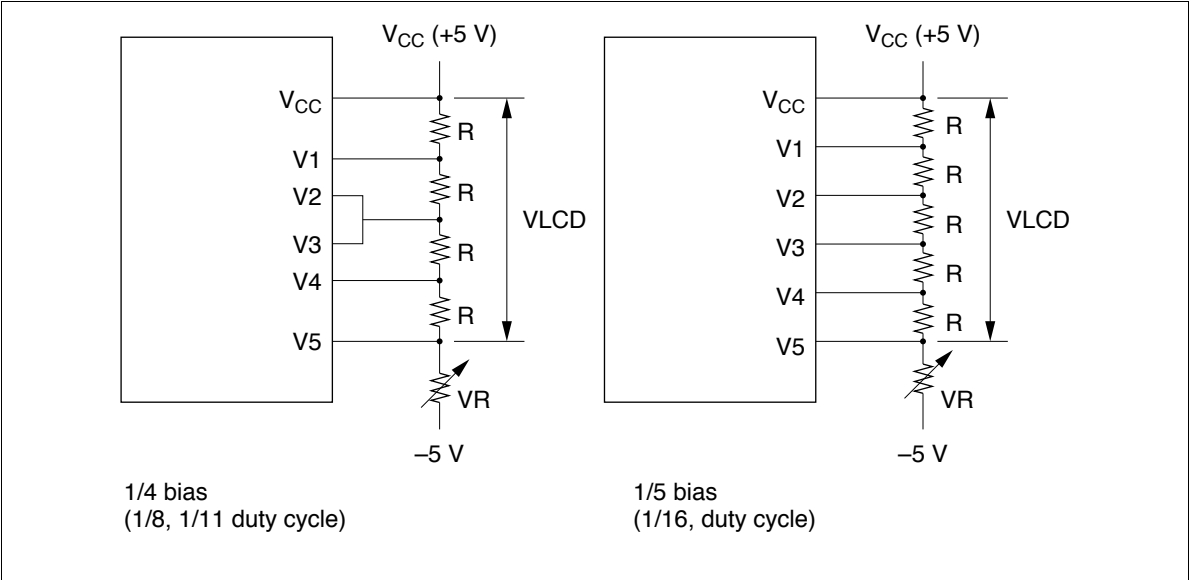 V_CC (+5 V)
V_CC
V1
V2
V3
V4
V5
R
R
R
R
VR
VLCD
–5 V
1/4 bias
(1/8, 1/11 duty cycle)
V_CC (+5 V)
V_CC
V1
V2
V3
V4
V5
R
R
R
R
R
VR
VLCD
–5 V
1/5 bias
(1/16, duty cycle)